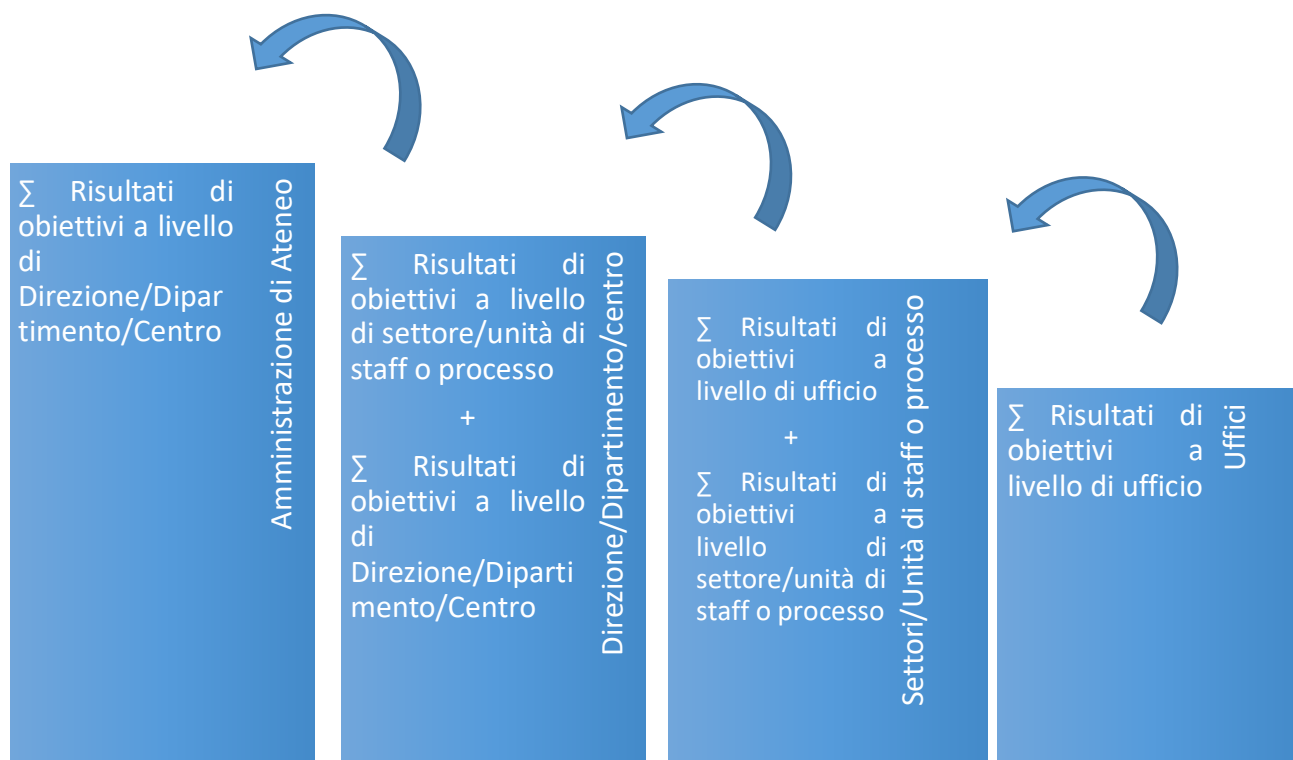 ∑ Risultati di
obiettivi a livello
di
Direzione/Dipar
timento/Centro
Amministrazione di Ateneo
∑ Risultati di
obiettivi a livello
di settore/unità di
staff o processo
+
∑ Risultati di
obiettivi a livello
di
Direzione/Diparti
mento/Centro
Direzione/Dipartimento/centro
∑ Risultati di
obiettivi a
livello di ufficio
+
∑ Risultati di
obiettivi a
livello di
settore/unità di
staff o processo
Settori/Unità di staff o processo
∑ Risultati di
obiettivi a
livello di ufficio
Uffici